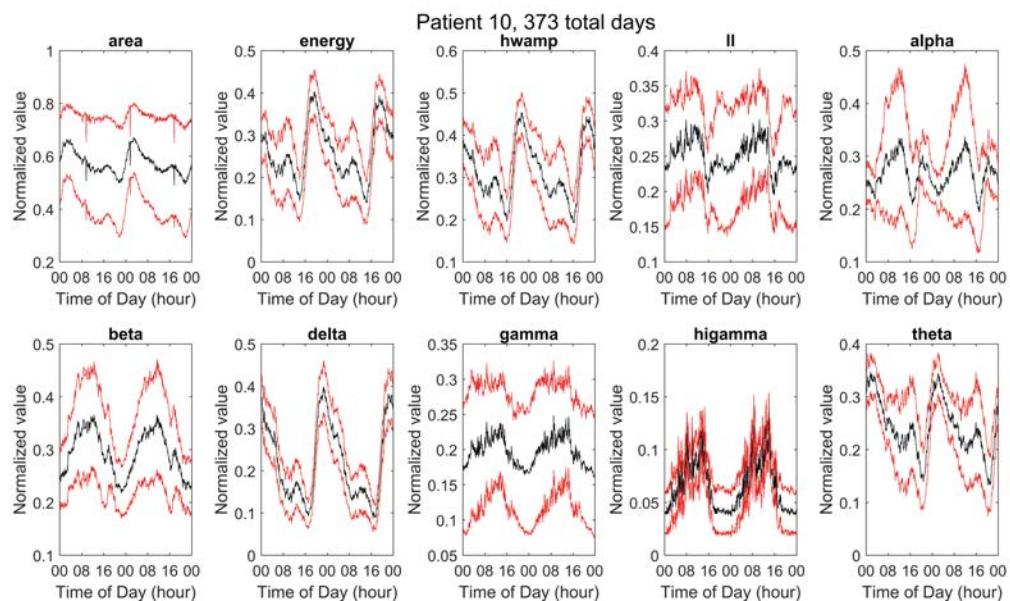 Patient 10, 373 total days
area
energy
hwamp
ll
alpha
Normalized value
1
0.8
0.6
0.4
0.2
00 08 16 00 08 16 00
Time of Day (hour)
Normalized value
0.5
0.4
0.3
0.2
0.1
0
00 08 16 00 08 16 00
Time of Day (hour)
Normalized value
0.6
0.5
0.4
0.3
0.2
0.1
00 08 16 00 08 16 00
Time of Day (hour)
Normalized value
0.4
0.35
0.3
0.25
0.2
0.15
0.1
00 08 16 00 08 16 00
Time of Day (hour)
Normalized value
0.5
0.4
0.3
0.2
0.1
00 08 16 00 08 16 00
Time of Day (hour)
beta
delta
gamma
higamma
theta
Normalized value
0.5
0.4
0.3
0.2
0.1
00 08 16 00 08 16 00
Time of Day (hour)
Normalized value
0.5
0.4
0.3
0.2
0.1
0
00 08 16 00 08 16 00
Time of Day (hour)
Normalized value
0.35
0.3
0.25
0.2
0.15
0.1
0.05
00 08 16 00 08 16 00
Time of Day (hour)
Normalized value
0.2
0.15
0.1
0.05
0
00 08 16 00 08 16 00
Time of Day (hour)
Normalized value
0.4
0.3
0.2
0.1
0
00 08 16 00 08 16 00
Time of Day (hour)